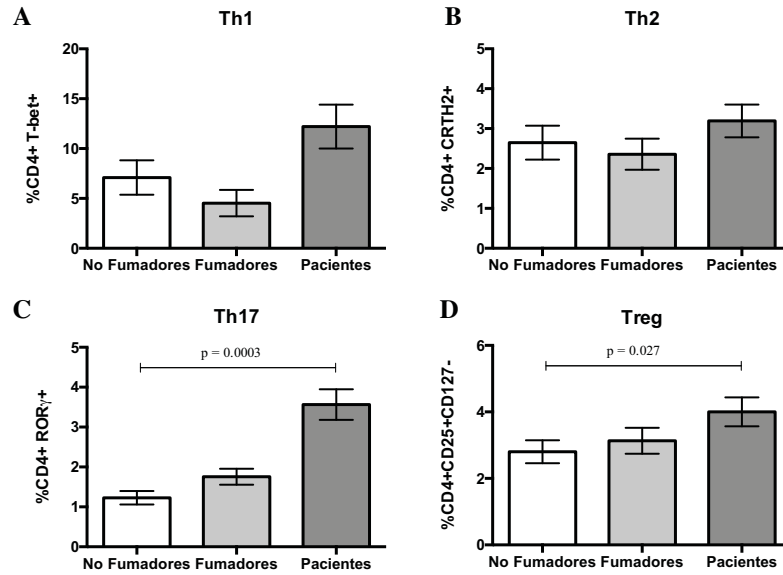 A
Th1
%CD4+ T-bet+
20
15
10
5
0
No Fumadores Fumadores Pacientes
B
Th2
%CD4+ CRTH2+
5
4
3
2
1
0
No Fumadores Fumadores Pacientes
C
Th17
%CD4+ RORγ+
5
4
3
2
1
0
p = 0.0003
No Fumadores Fumadores Pacientes
D
Treg
%CD4+CD25+CD127-
6
4
2
0
p = 0.027
No Fumadores Fumadores Pacientes